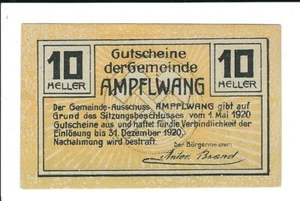 10
HELLER
Gutscheine
der Gemeinde
AMPFLWANG
10
HELLER
Der Gemeinde-Ausschuss AMPFLWANG gibt auf
Grund des Sitzungsbeschlusses vom 1 Mai 1920
Gutscheine aus und haftet für die Verbindlichkeit der
Einlösung bis 31. Dezember 1920.
Nachahmung wird bestraft.
Der Bürgermeister:
Anton Brand